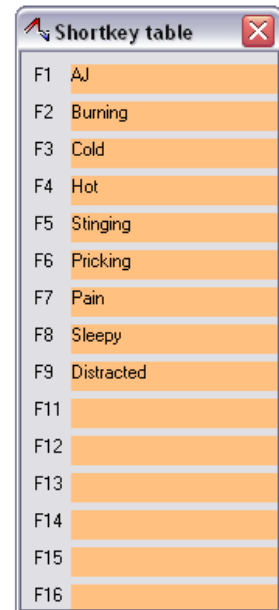 Shortkey table
F1 AJ
F2 Burning
F3 Cold
F4 Hot
F5 Stinging
F6 Pricking
F7 Pain
F8 Sleepy
F9 Distracted
F11
F12
F13
F14
F15
F16